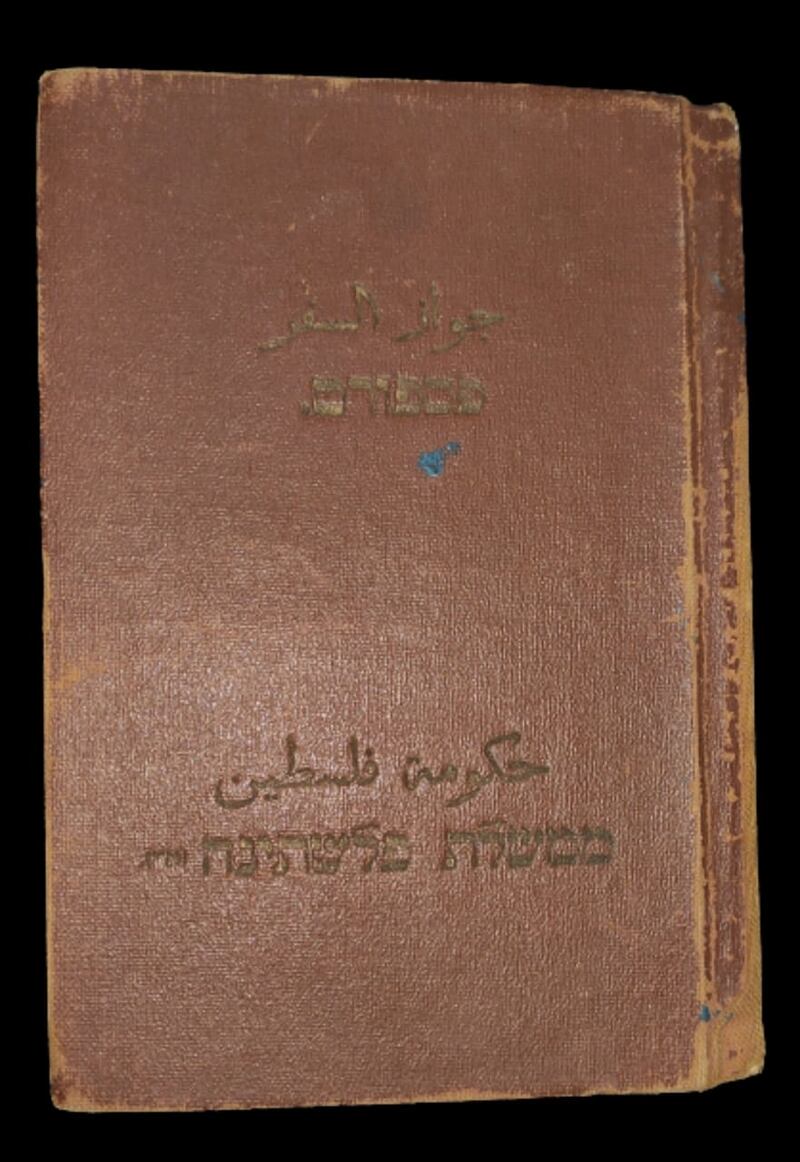 جواز السفر
פספורט.
حكومة فلسطين
ממשלת פלשתינה (א״י).